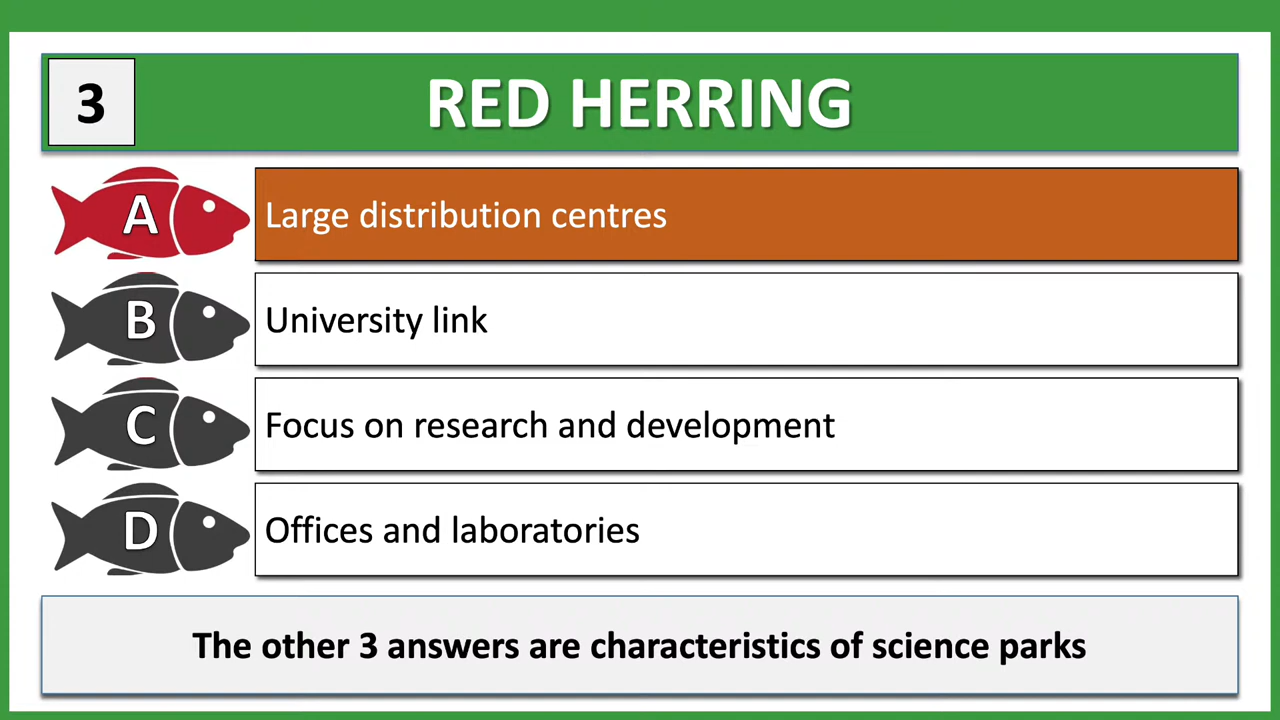 3
RED HERRING
A
Large distribution centres
B
University link
C
Focus on research and development
D
Offices and laboratories
The other 3 answers are characteristics of science parks